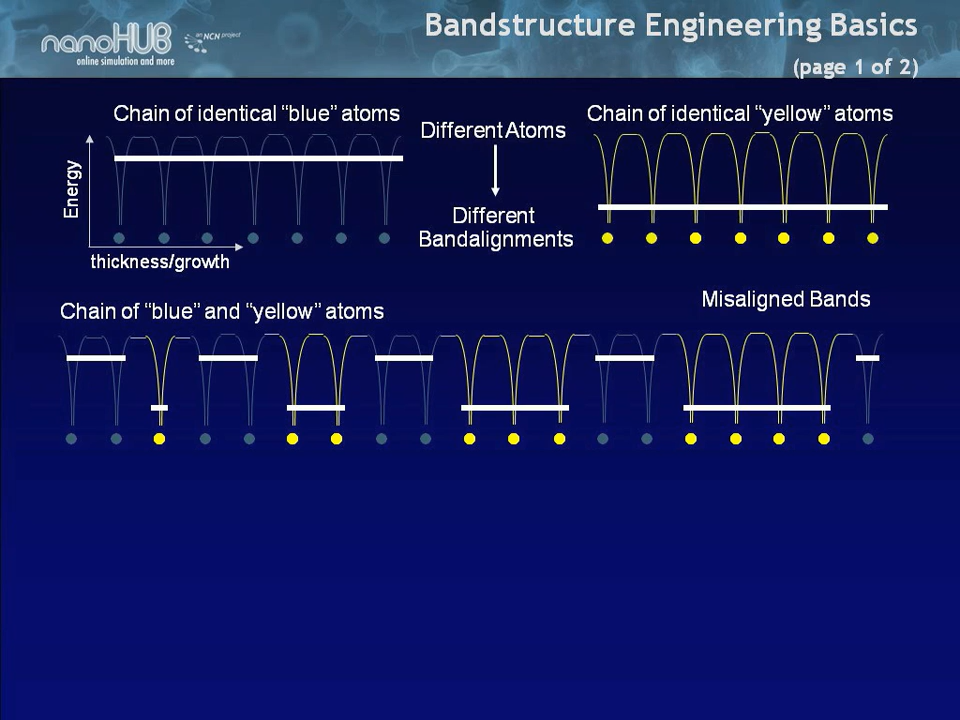 Bandstructure Engineering Basics
(page 1 of 2)
nanoHUB
an NCN project
online simulation and more
Chain of identical “blue” atoms
Different Atoms
Chain of identical “yellow” atoms
Energy
Different
Bandalignments
thickness/growth
Chain of “blue” and “yellow” atoms
Misaligned Bands